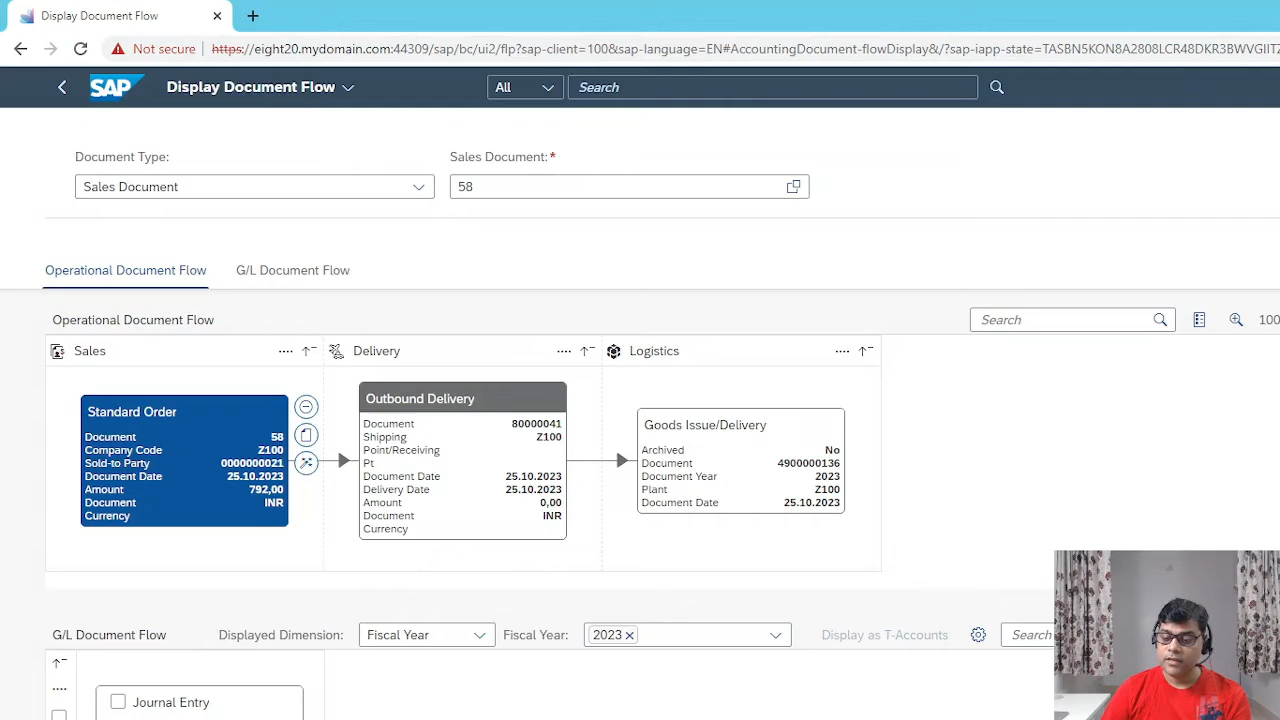 Display Document Flow
Not secure https://eight20.mydomain.com:44309/sap/bc/ui2/flp?sap-client=100&sap-language=EN#AccountingDocument-flowDisplay&/?sap-iapp-state=TASBN5KON8A2808LCR48DKR3BWVGIITZ
SAP Display Document Flow All Search
Document Type: Sales Document:*
Sales Document 58
Operational Document Flow G/L Document Flow
Operational Document Flow Search 100
Sales Delivery Logistics
Standard Order
Document 58
Company Code Z100
Sold-to Party 0000000021
Document Date 25.10.2023
Amount 792,00
Document INR
Currency
Outbound Delivery
Document 80000041
Shipping Z100
Point/Receiving
Pt
Document Date 25.10.2023
Delivery Date 25.10.2023
Amount 0,00
Document INR
Currency
Goods Issue/Delivery
Archived No
Document 4900000136
Document Year 2023
Plant Z100
Document Date 25.10.2023
G/L Document Flow Displayed Dimension: Fiscal Year Fiscal Year: 2023 Display as T-Accounts Search
Journal Entry